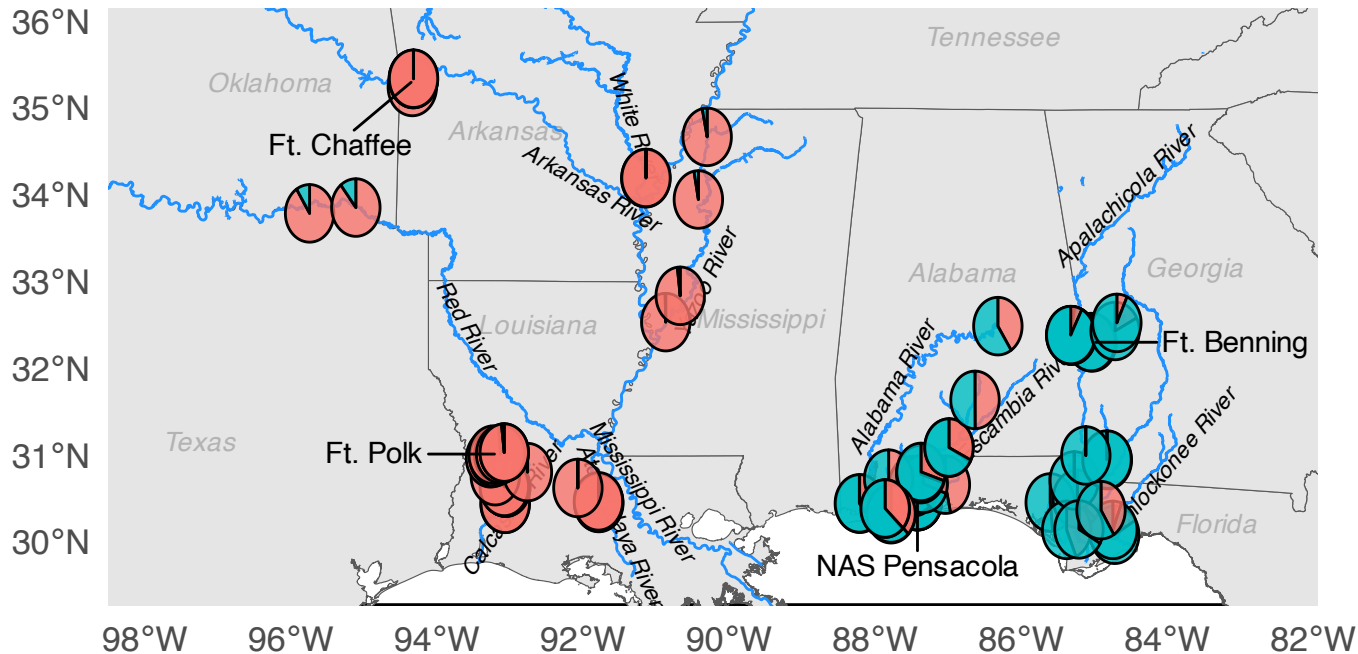 36°N
35°N
34°N
33°N
32°N
31°N
30°N
Tennessee
Oklahoma
Ft. Chaffee
Arkansas
Arkansas River
Apalachicola River
Alabama
Georgia
Red River
Louisiana
Mississippi
Alabama River
Ft. Benning
Texas
Ft. Polk
Mississippi River
River
River
Florida
NAS Pensacola
98°W 96°W 94°W 92°W 90°W 88°W 86°W 84°W 82°W